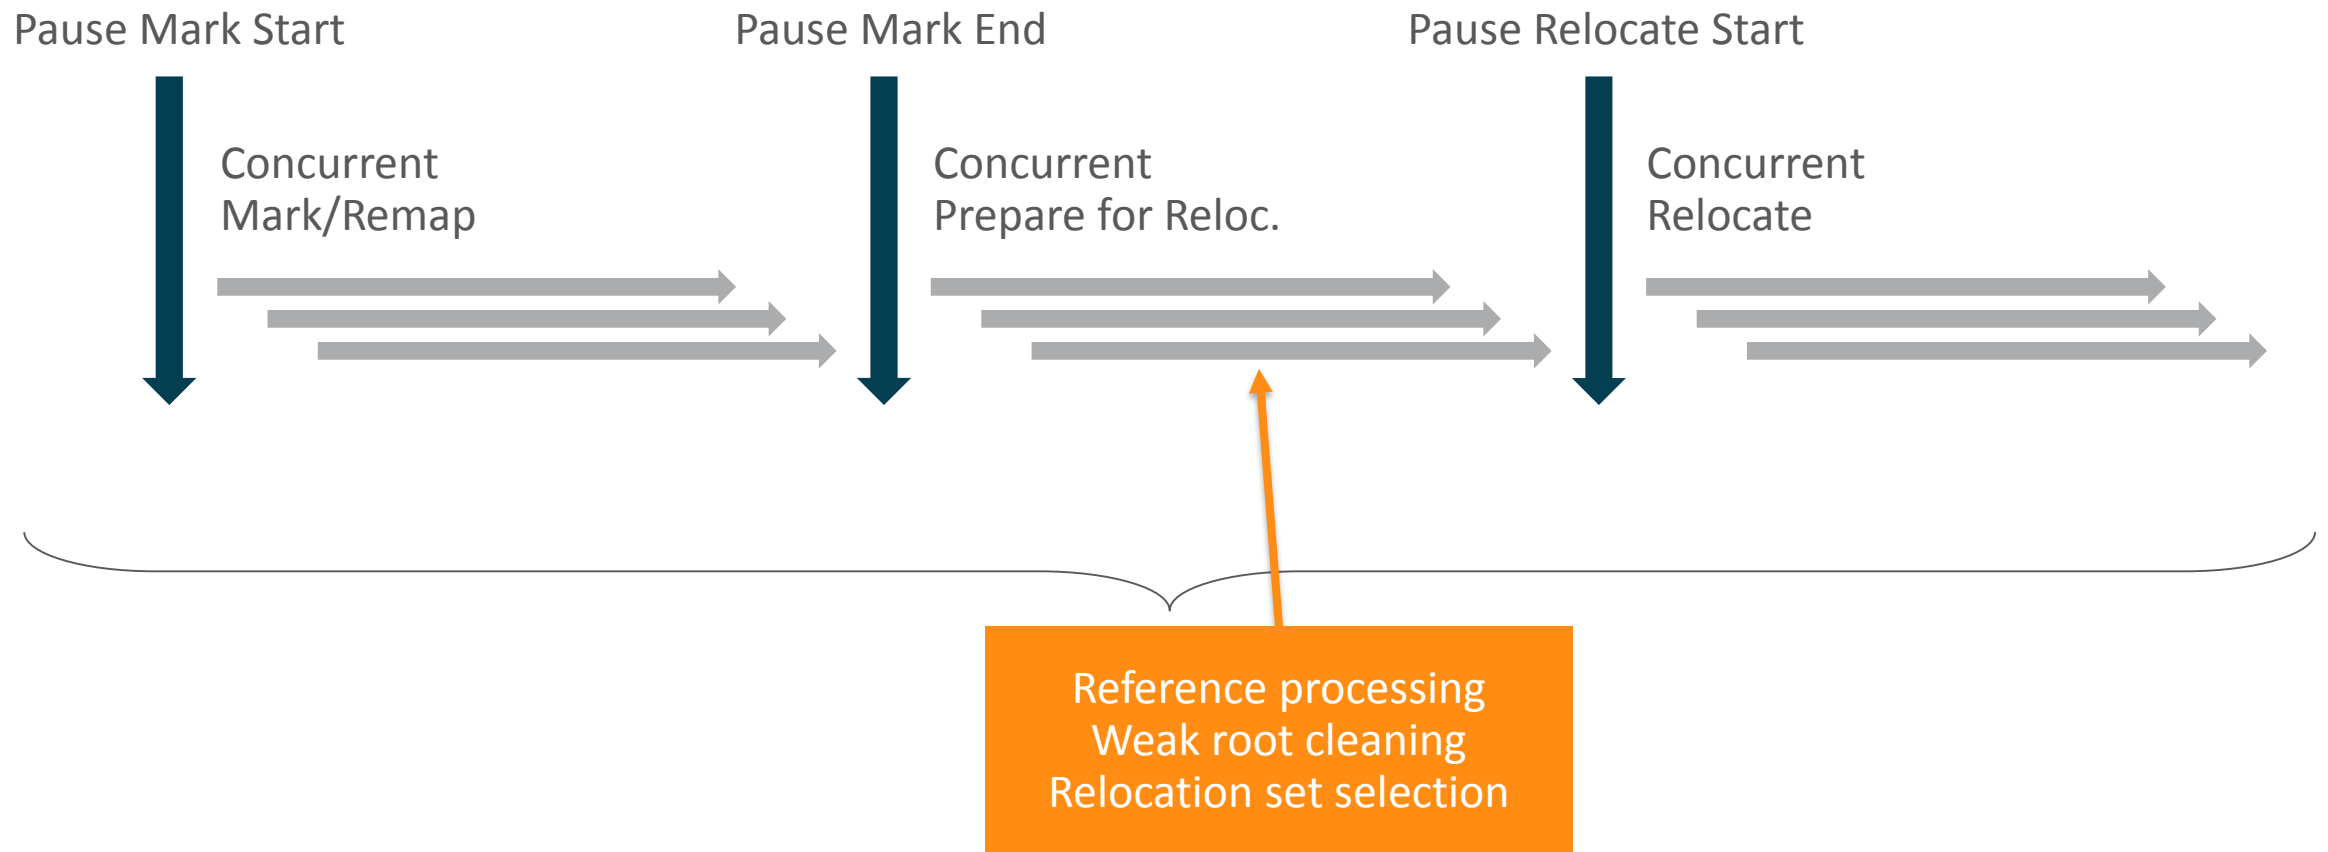 Pause Mark Start
Pause Mark End
Pause Relocate Start
Concurrent
Mark/Remap
Concurrent
Prepare for Reloc.
Concurrent
Relocate
Reference processing
Weak root cleaning
Relocation set selection